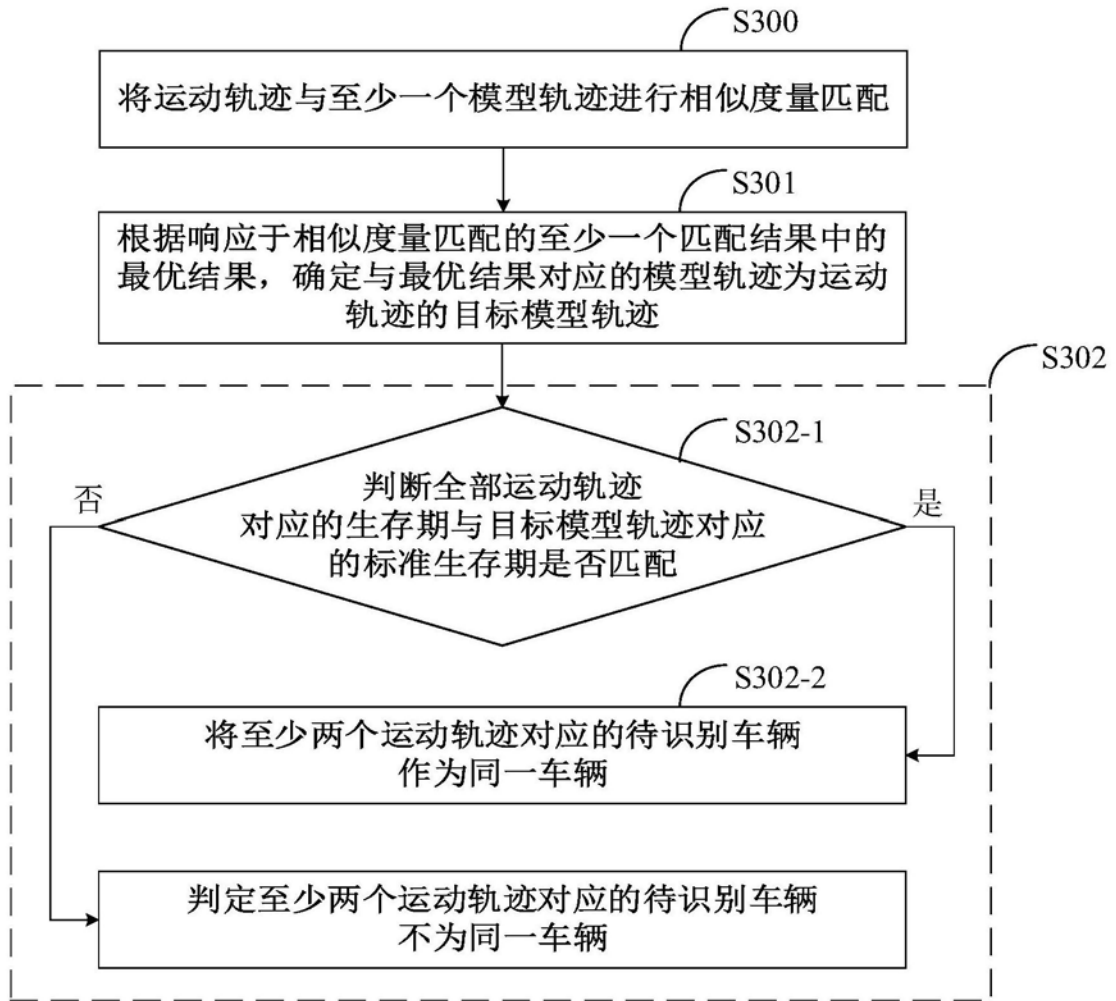 S300
将运动轨迹与至少一个模型轨迹进行相似度量匹配
S301
根据响应于相似度量匹配的至少一个匹配结果中的
最优结果，确定与最优结果对应的模型轨迹为运动
轨迹的目标模型轨迹
S302
S302-1
判断全部运动轨迹
对应的生存期与目标模型轨迹对应
的标准生存期是否匹配
否
是
S302-2
将至少两个运动轨迹对应的待识别车辆
作为同一车辆
判定至少两个运动轨迹对应的待识别车辆
不为同一车辆